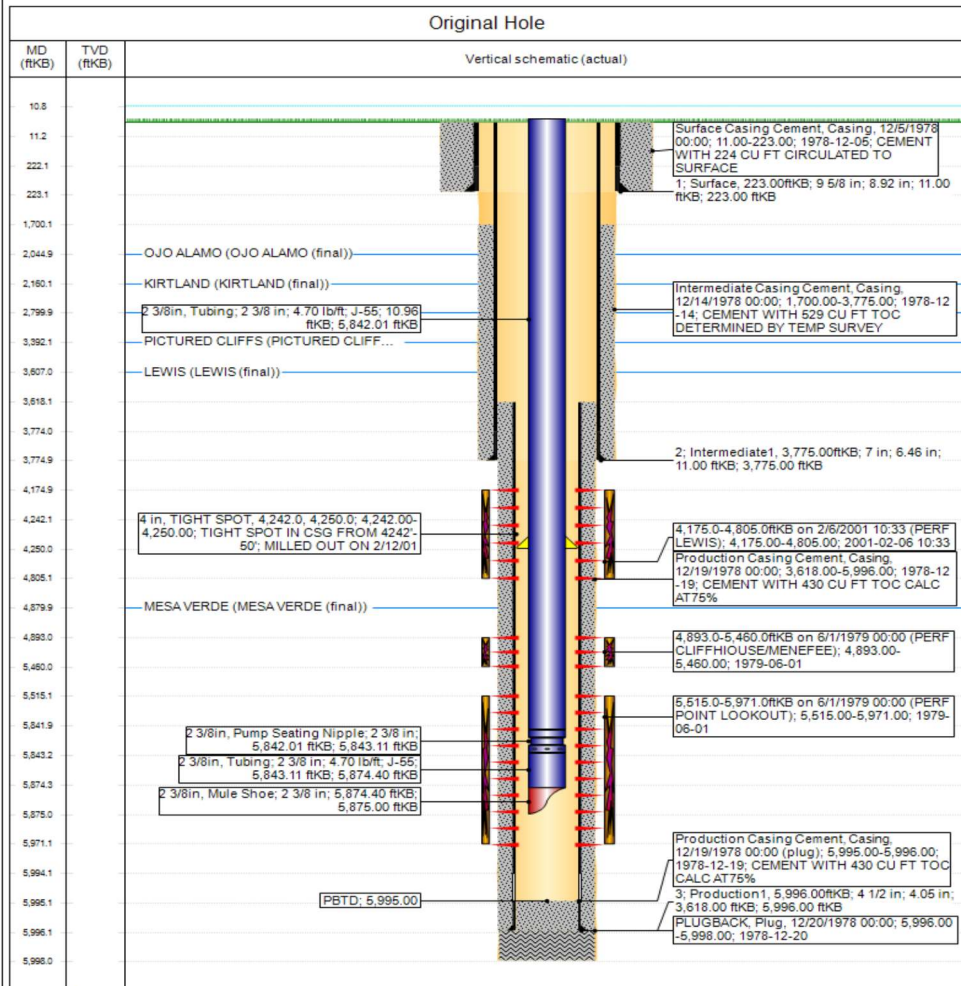 Original Hole
MD
(ftKB)
TVD
(ftKB)
Vertical schematic (actual)
10.8
11.2
222.1
223.1
1,700.1
2,044.9
2,160.1
2,799.9
3,392.1
3,607.0
3,618.1
3,774.0
3,774.9
4,174.9
4,242.1
4,250.0
4,805.1
4,879.9
4,893.0
5,460.0
5,515.1
5,841.9
5,843.2
5,874.3
5,875.0
5,971.1
5,994.1
5,995.1
5,996.1
5,998.0
OJO ALAMO (OJO ALAMO (final))
KIRTLAND (KIRTLAND (final))
2 3/8in, Tubing; 2 3/8 in; 4.70 lb/ft; J-55; 10.96
ftKB; 5,842.01 ftKB
PICTURED CLIFFS (PICTURED CLIFF...
LEWIS (LEWIS (final))
4 in, TIGHT SPOT, 4,242.0, 4,250.0; 4,242.00-
4,250.00; TIGHT SPOT IN CSG FROM 4242'-
50'; MILLED OUT ON 2/12/01
MESA VERDE (MESA VERDE (final))
2 3/8in, Pump Seating Nipple; 2 3/8 in;
5,842.01 ftKB; 5,843.11 ftKB
2 3/8in, Tubing; 2 3/8 in; 4.70 lb/ft; J-55;
5,843.11 ftKB; 5,874.40 ftKB
2 3/8in, Mule Shoe; 2 3/8 in; 5,874.40 ftKB;
5,875.00 ftKB
PBTD; 5,995.00
Surface Casing Cement, Casing, 12/5/1978
00:00; 11.00-223.00; 1978-12-05; CEMENT
WITH 224 CU FT CIRCULATED TO
SURFACE
1; Surface, 223.00ftKB; 9 5/8 in; 8.92 in; 11.00
ftKB; 223.00 ftKB
Intermediate Casing Cement, Casing,
12/14/1978 00:00; 1,700.00-3,775.00; 1978-12
-14; CEMENT WITH 529 CU FT TOC
DETERMINED BY TEMP SURVEY
2; Intermediate1, 3,775.00ftKB; 7 in; 6.46 in;
11.00 ftKB; 3,775.00 ftKB
4,175.0-4,805.0ftKB on 2/6/2001 10:33 (PERF
LEWIS); 4,175.00-4,805.00; 2001-02-06 10:33
Production Casing Cement, Casing,
12/19/1978 00:00; 3,618.00-5,996.00; 1978-12
-19; CEMENT WITH 430 CU FT TOC CALC
AT75%
4,893.0-5,460.0ftKB on 6/1/1979 00:00 (PERF
CLIFFHIOUSE/MENEFEE); 4,893.00-
5,460.00; 1979-06-01
5,515.0-5,971.0ftKB on 6/1/1979 00:00 (PERF
POINT LOOKOUT); 5,515.00-5,971.00; 1979-
06-01
Production Casing Cement, Casing,
12/19/1978 00:00 (plug); 5,995.00-5,996.00;
1978-12-19; CEMENT WITH 430 CU FT TOC
CALC AT75%
3; Production1, 5,996.00ftKB; 4 1/2 in; 4.05 in;
3,618.00 ftKB; 5,996.00 ftKB
PLUGBACK, Plug, 12/20/1978 00:00; 5,996.00
-5,998.00; 1978-12-20